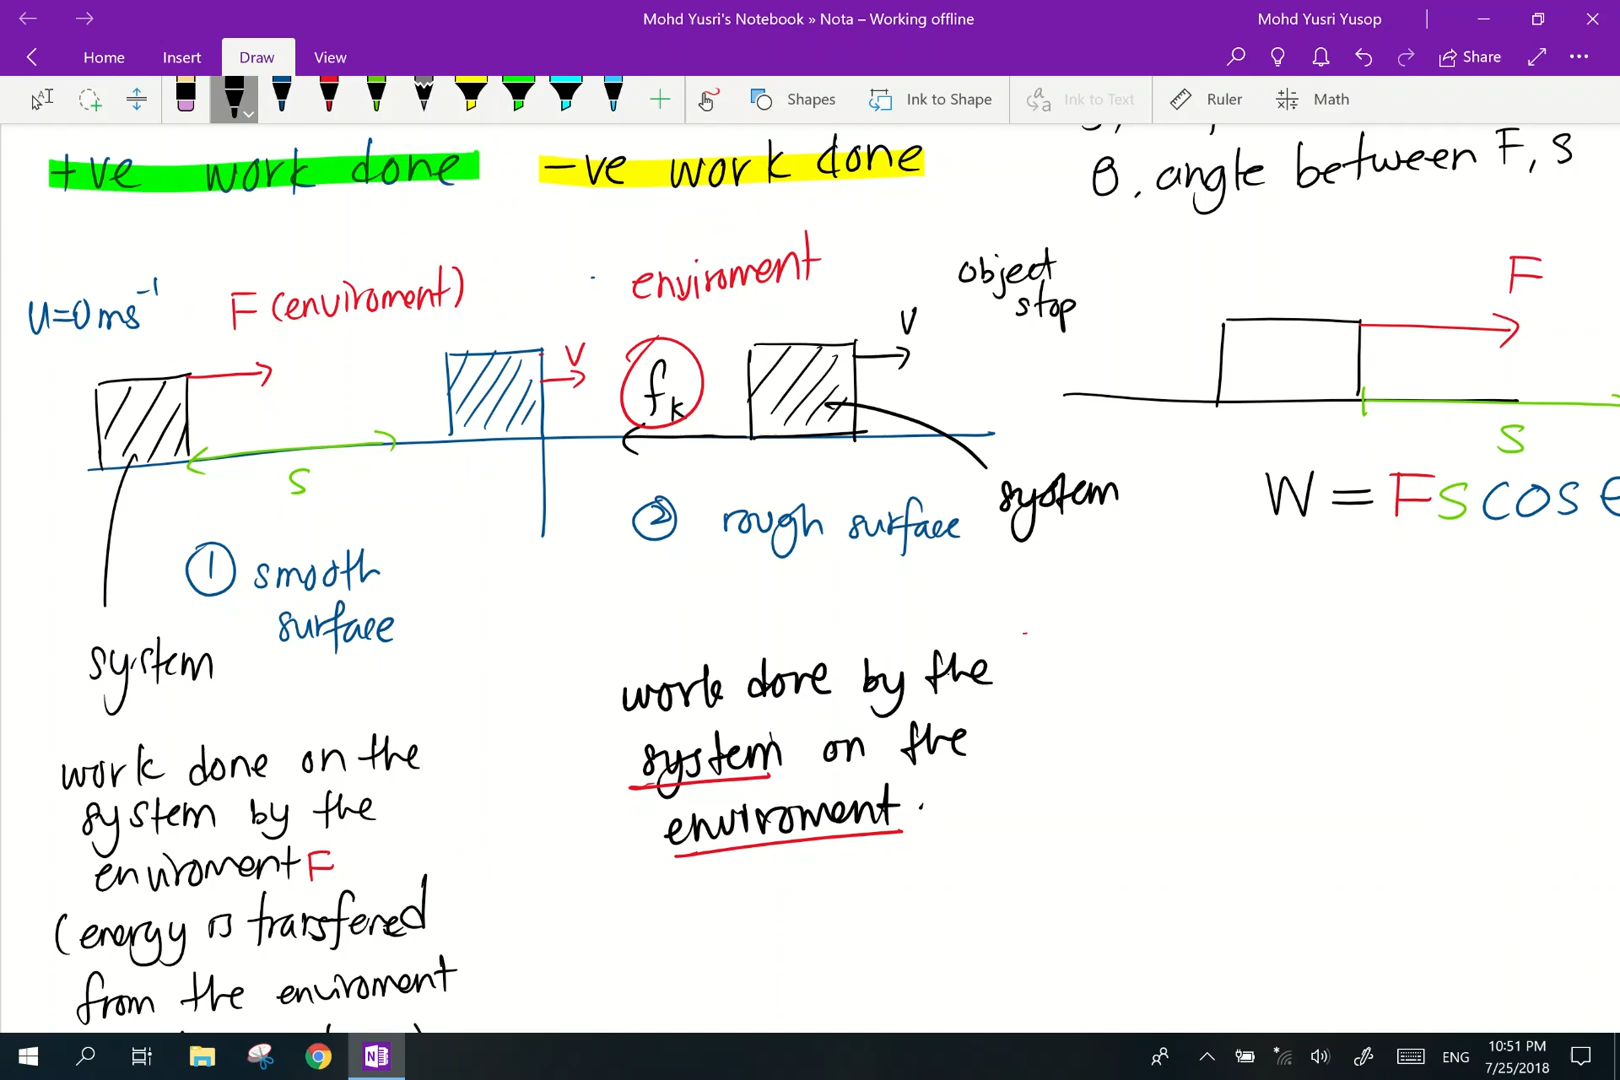 Mohd Yusri's Notebook » Nota – Working offline
Mohd Yusri Yusop
Home Insert Draw View
Share
Shapes Ink to Shape Ink to Text Ruler Math
+ve work done
-ve work done
θ, angle between F, s
u=0ms⁻¹
F (enviroment)
enviroment
object
stop
F
v
fk
v
s
s
system
W = Fs cos θ
① smooth
surface
② rough surface
system
work done on the
system by the
enviroment F
(energy is transfered
from the enviroment
work done by the
system on the
enviroment.
ENG
10:51 PM
7/25/2018